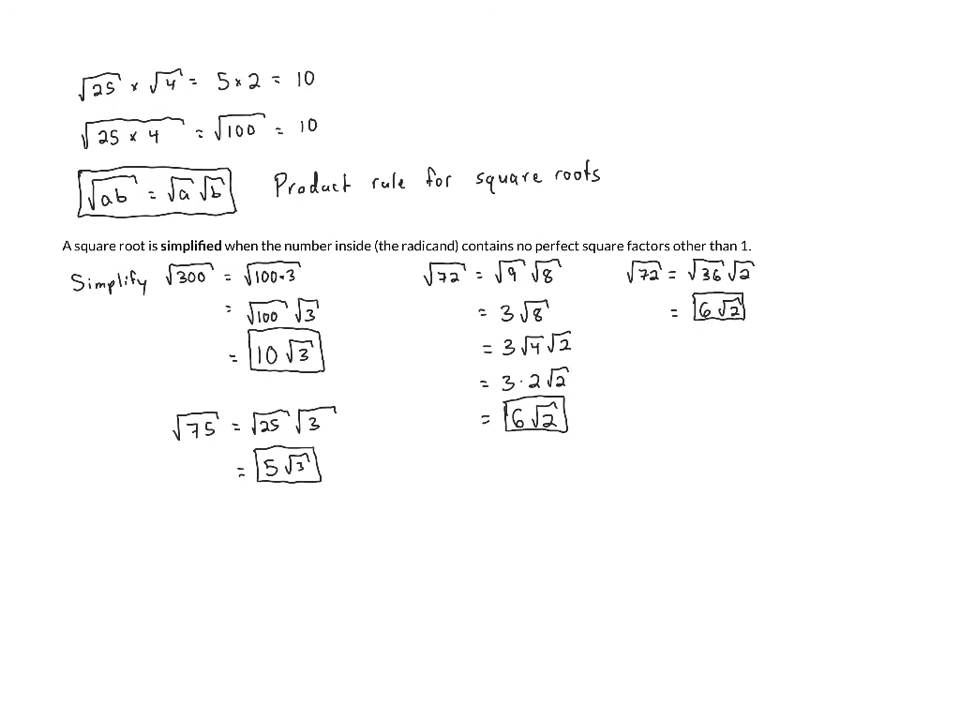 √25 × √4 = 5 × 2 = 10
√25 × 4 = √100 = 10
√ab = √a √b Product rule for square roots
A square root is simplified when the number inside (the radicand) contains no perfect square factors other than 1.
Simplify √300 = √100·3
= √100 √3
= 10 √3
√75 = √25 √3
= 5 √3
√72 = √9 √8
= 3 √8
= 3 √4 √2
= 3 · 2 √2
= 6 √2
√72 = √36 √2
= 6 √2